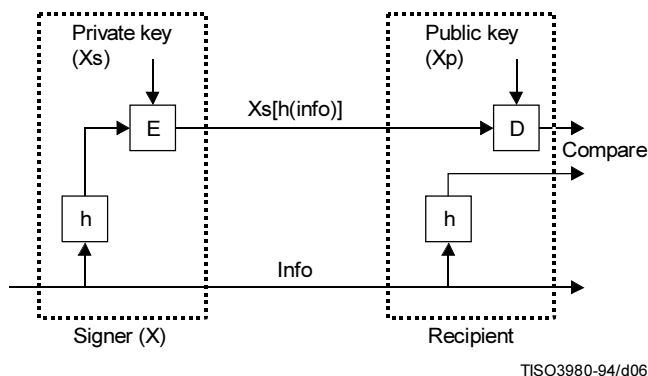 Private key
(Xs)
Public key
(Xp)
Xs[h(info)]
E
D
Compare
h
h
Info
Signer (X)
Recipient
TISO3980-94/d06